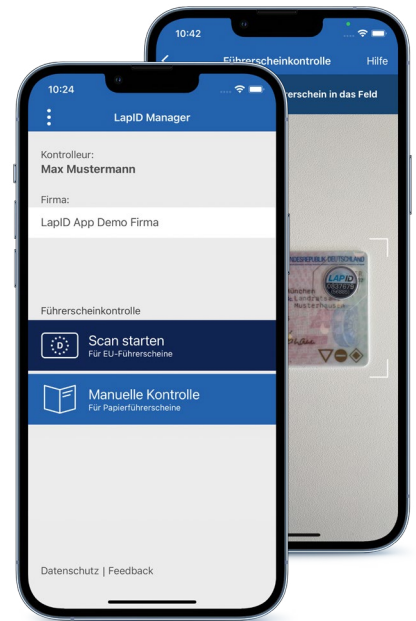 10:24
LapID Manager
Kontrolleur:
Max Mustermann
Firma:
LapID App Demo Firma
Führerscheinkontrolle
D
Scan starten
Für EU-Führerscheine
Manuelle Kontrolle
Für Papierführerscheine
Datenschutz | Feedback
10:42
Führerscheinkontrolle
Hilfe
in das Feld
LAPID